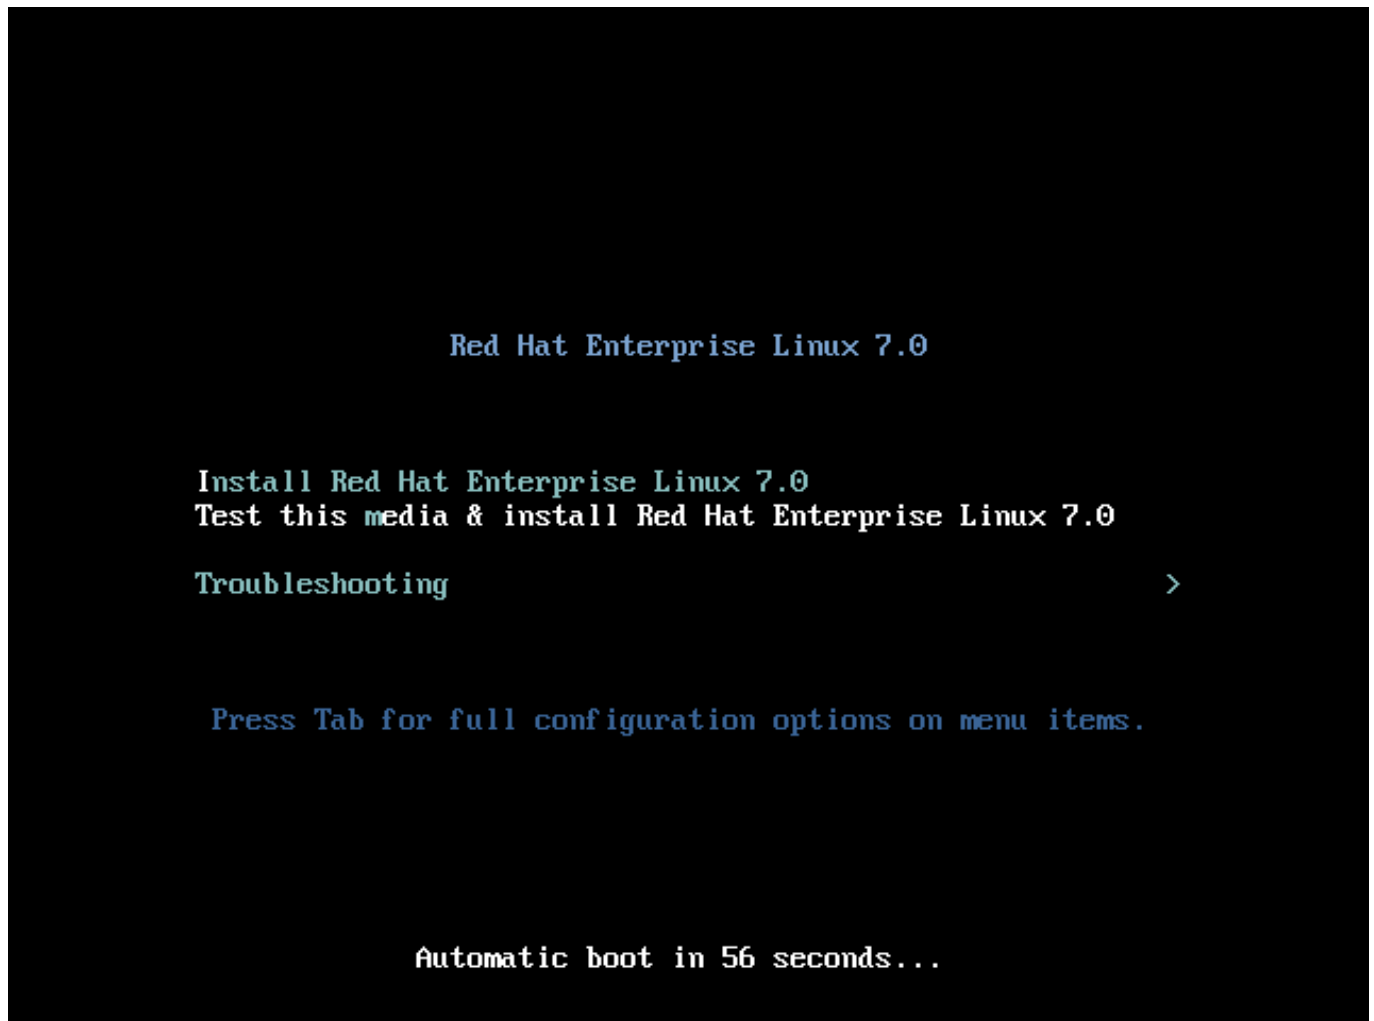 Red Hat Enterprise Linux 7.0
Install Red Hat Enterprise Linux 7.0
Test this media & install Red Hat Enterprise Linux 7.0
Troubleshooting >
Press Tab for full configuration options on menu items.
Automatic boot in 56 seconds...